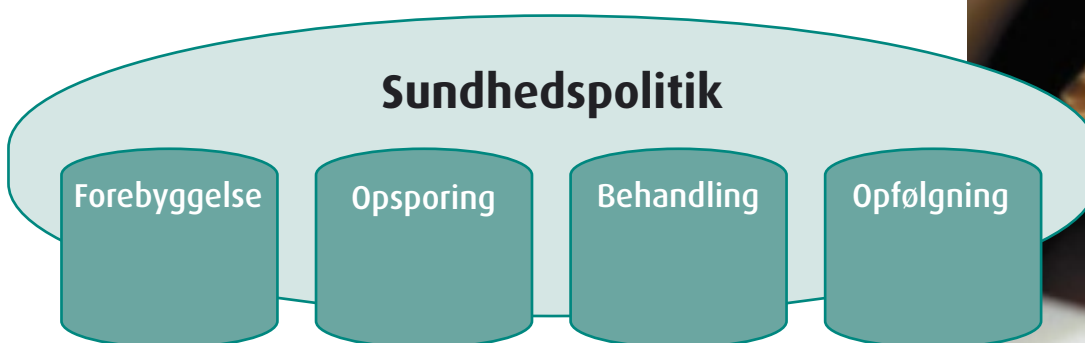 Sundhedspolitik
Forebyggelse
Opsporing
Behandling
Opfølgning